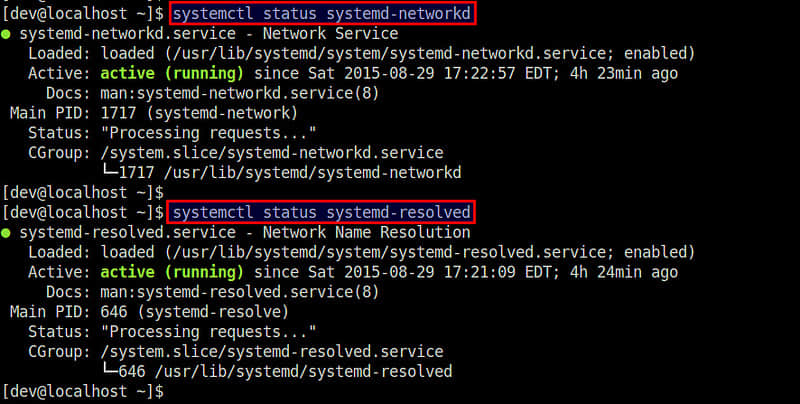 [dev@localhost ~]$ systemctl status systemd-networkd
● systemd-networkd.service - Network Service
   Loaded: loaded (/usr/lib/systemd/system/systemd-networkd.service; enabled)
   Active: active (running) since Sat 2015-08-29 17:22:57 EDT; 4h 23min ago
     Docs: man:systemd-networkd.service(8)
 Main PID: 1717 (systemd-network)
   Status: "Processing requests..."
   CGroup: /system.slice/systemd-networkd.service
           └─1717 /usr/lib/systemd/systemd-networkd
[dev@localhost ~]$
[dev@localhost ~]$ systemctl status systemd-resolved
● systemd-resolved.service - Network Name Resolution
   Loaded: loaded (/usr/lib/systemd/system/systemd-resolved.service; enabled)
   Active: active (running) since Sat 2015-08-29 17:21:09 EDT; 4h 24min ago
     Docs: man:systemd-resolved.service(8)
 Main PID: 646 (systemd-resolve)
   Status: "Processing requests..."
   CGroup: /system.slice/systemd-resolved.service
           └─646 /usr/lib/systemd/systemd-resolved
[dev@localhost ~]$